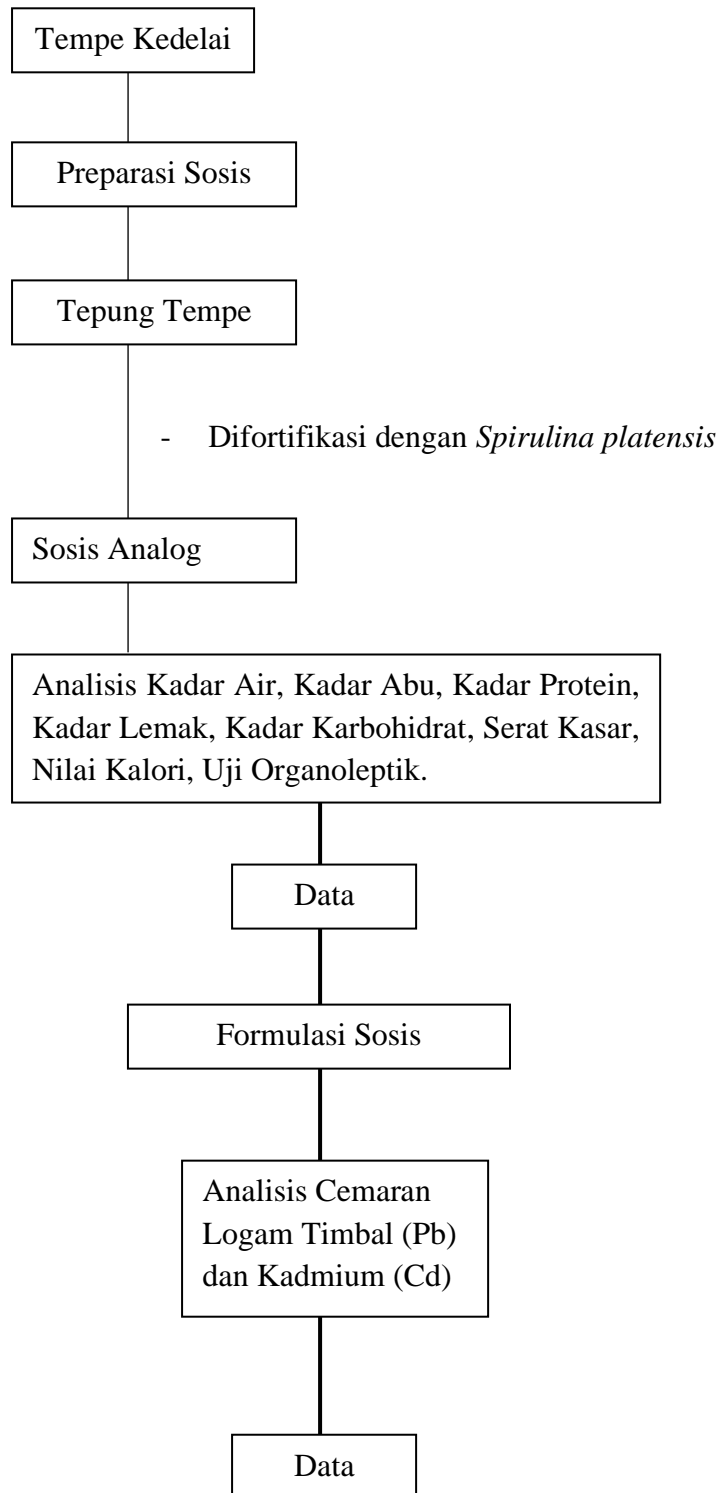 Tempe Kedelai
Preparasi Sosis
Tepung Tempe
- Difortifikasi dengan Spirulina platensis
Sosis Analog
Analisis Kadar Air, Kadar Abu, Kadar Protein,
Kadar Lemak, Kadar Karbohidrat, Serat Kasar,
Nilai Kalori, Uji Organoleptik.
Data
Formulasi Sosis
Analisis Cemaran
Logam Timbal (Pb)
dan Kadmium (Cd)
Data